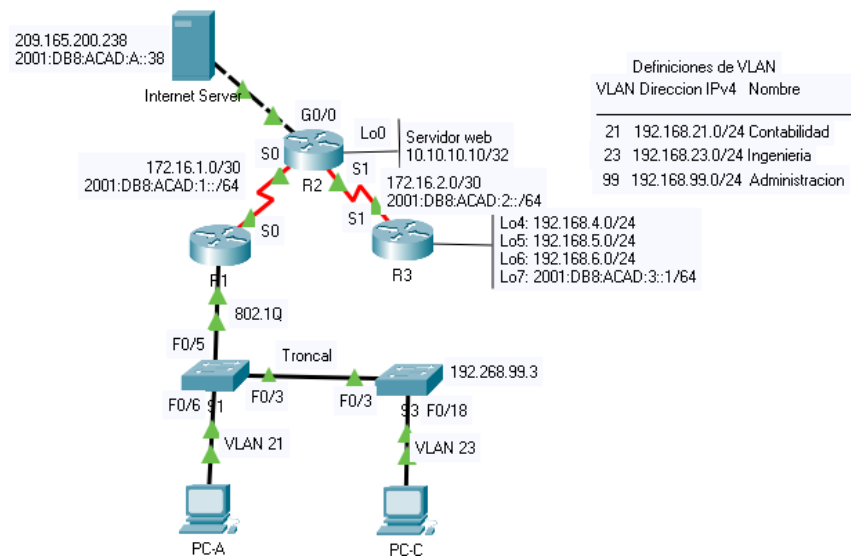 209.165.200.238
2001:DB8:ACAD:A::38
Internet Server
G0/0
Lo0
Servidor web
10.10.10.10/32
S0
S1
R2
172.16.1.0/30
2001:DB8:ACAD:1::/64
172.16.2.0/30
2001:DB8:ACAD:2::/64
S0
S1
R1
R3
Lo4: 192.168.4.0/24
Lo5: 192.168.5.0/24
Lo6: 192.168.6.0/24
Lo7: 2001:DB8:ACAD:3::1/64
802.1Q
F0/5
Troncal
192.268.99.3
F0/6
S1
F0/3
F0/3
S3
F0/18
VLAN 21
VLAN 23
PC-A
PC-C
Definiciones de VLAN
VLAN Direccion IPv4 Nombre
21 192.168.21.0/24 Contabilidad
23 192.168.23.0/24 Ingenieria
99 192.168.99.0/24 Administracion